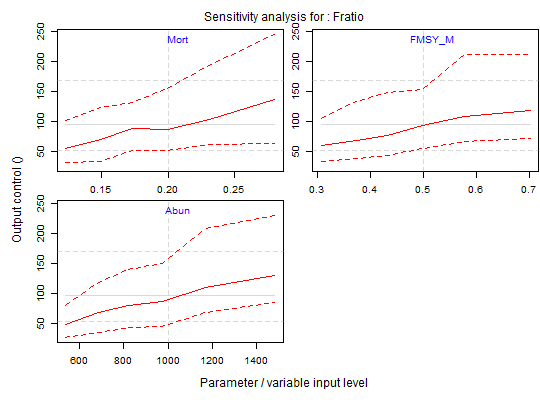 Sensitivity analysis for : Fratio
Mort
FMSY_M
50 100 150 200 250
50 100 150 200 250
0.15 0.20 0.25
0.3 0.4 0.5 0.6 0.7
Abun
50 100 150 200 250
600 800 1000 1200 1400
Output control ()
Parameter / variable input level